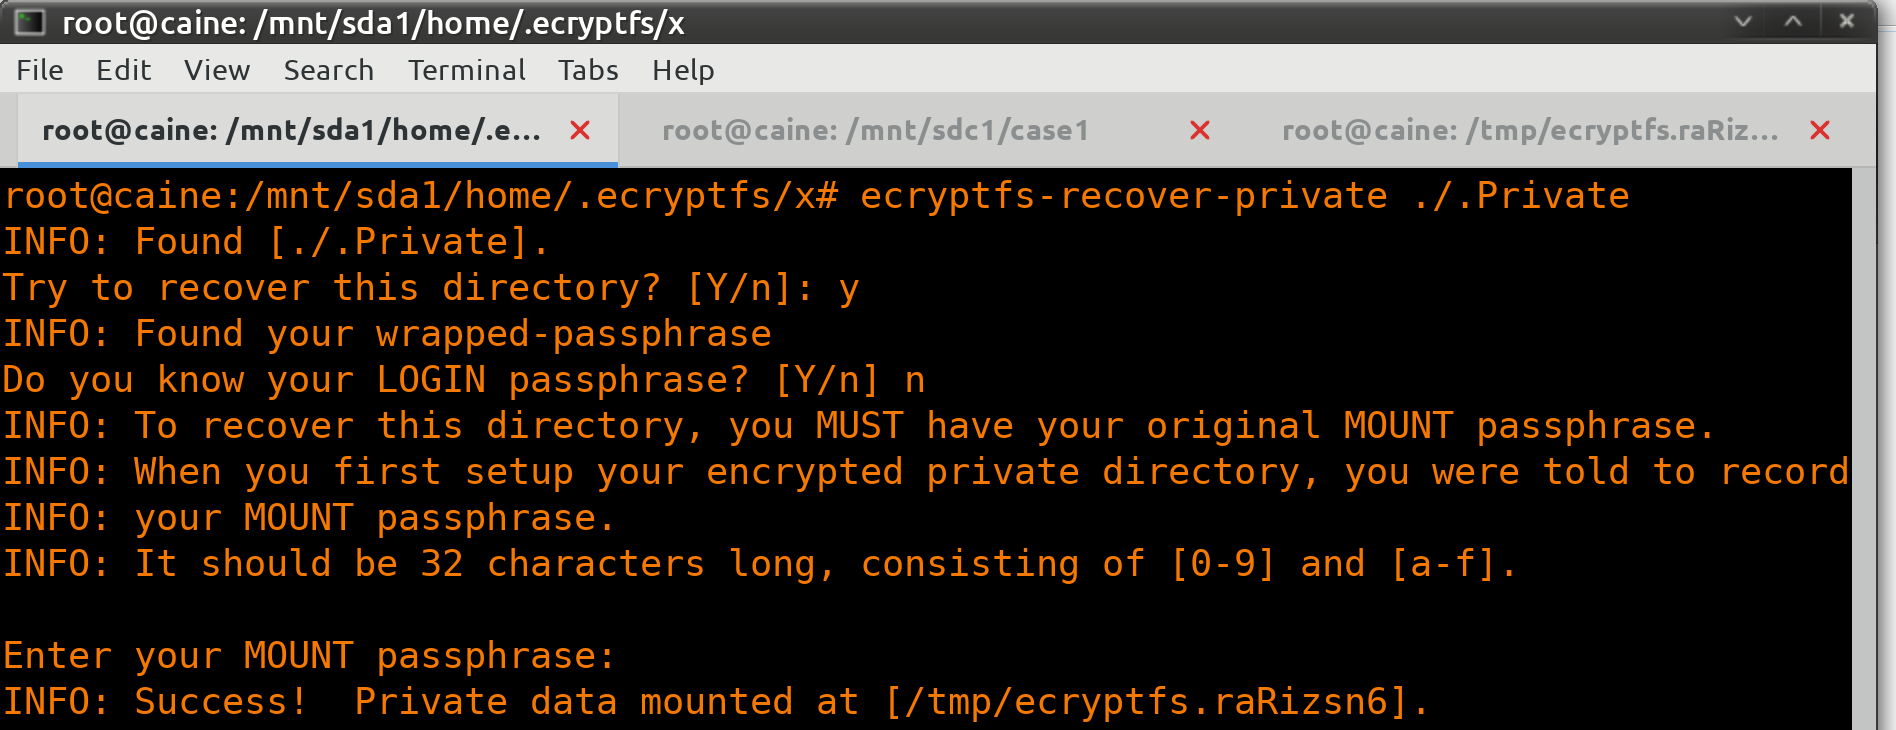 root@caine: /mnt/sda1/home/.ecryptfs/x
File Edit View Search Terminal Tabs Help
root@caine: /mnt/sda1/home/.e... root@caine: /mnt/sdc1/case1 root@caine: /tmp/ecryptfs.raRiz...
root@caine:/mnt/sda1/home/.ecryptfs/x# ecryptfs-recover-private ./.Private
INFO: Found [./.Private].
Try to recover this directory? [Y/n]: y
INFO: Found your wrapped-passphrase
Do you know your LOGIN passphrase? [Y/n] n
INFO: To recover this directory, you MUST have your original MOUNT passphrase.
INFO: When you first setup your encrypted private directory, you were told to record
INFO: your MOUNT passphrase.
INFO: It should be 32 characters long, consisting of [0-9] and [a-f].
Enter your MOUNT passphrase:
INFO: Success!  Private data mounted at [/tmp/ecryptfs.raRizsn6].